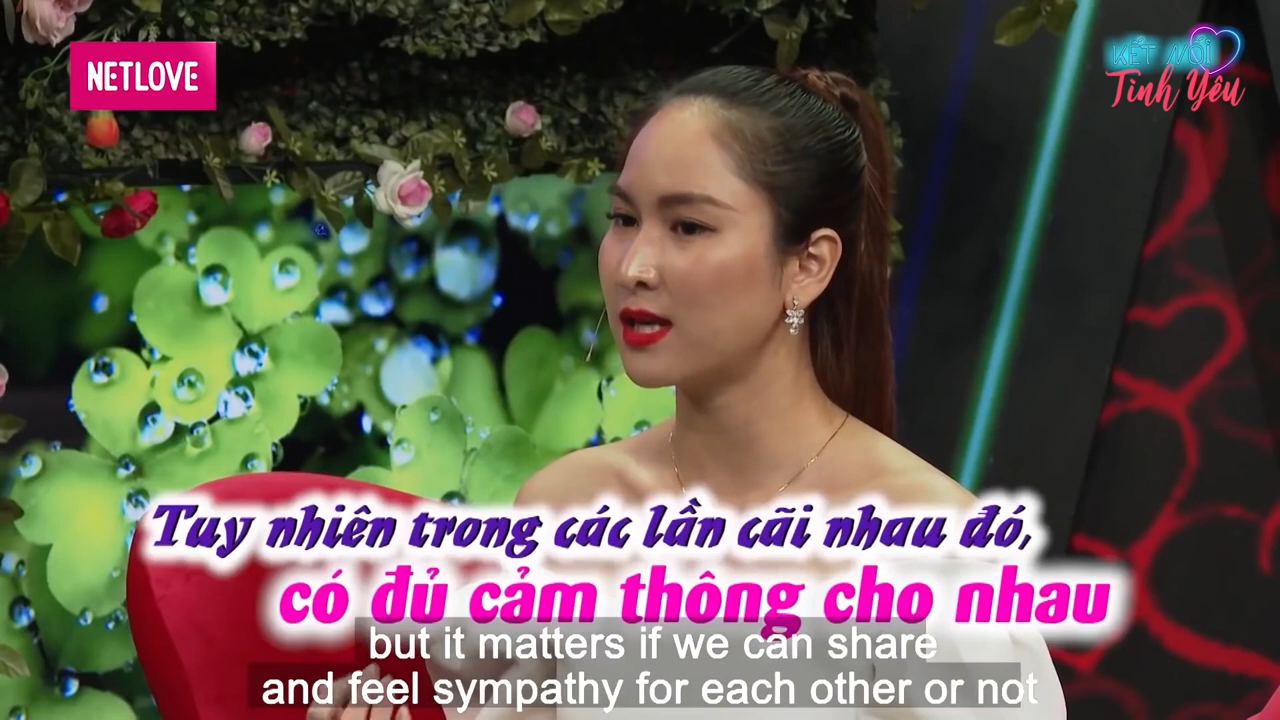 NETLOVE
KẾT NỐI
Tình Yêu
Tuy nhiên trong các lần cãi nhau đó,
có đủ cảm thông cho nhau
but it matters if we can share
and feel sympathy for each other or not